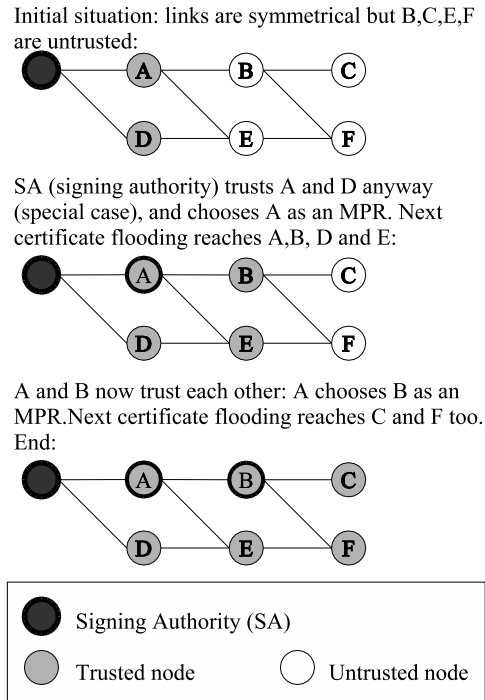 Initial situation: links are symmetrical but B,C,E,F
are untrusted:
A B C
D E F
SA (signing authority) trusts A and D anyway
(special case), and chooses A as an MPR. Next
certificate flooding reaches A,B, D and E:
A B C
D E F
A and B now trust each other: A chooses B as an
MPR.Next certificate flooding reaches C and F too.
End:
A B C
D E F
Signing Authority (SA)
Trusted node Untrusted node